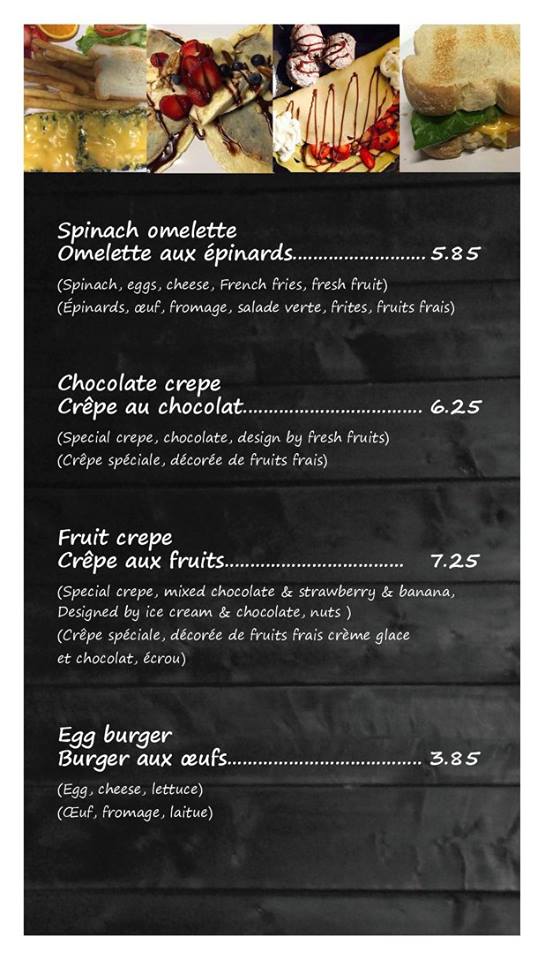 Spinach omelette
Omelette aux épinards.......................... 5.85
(Spinach, eggs, cheese, French fries, fresh fruit)
(Épinards, œuf, fromage, salade verte, frites, fruits frais)
Chocolate crepe
Crêpe au chocolat.................................. 6.25
(Special crepe, chocolate, design by fresh fruits)
(Crêpe spéciale, décorée de fruits frais)
Fruit crepe
Crêpe aux fruits.................................. 7.25
(Special crepe, mixed chocolate & strawberry & banana,
Designed by ice cream & chocolate, nuts )
(Crêpe spéciale, décorée de fruits frais crème glace
et chocolat, écrou)
Egg burger
Burger aux œufs..................................... 3.85
(Egg, cheese, lettuce)
(Œuf, fromage, laitue)